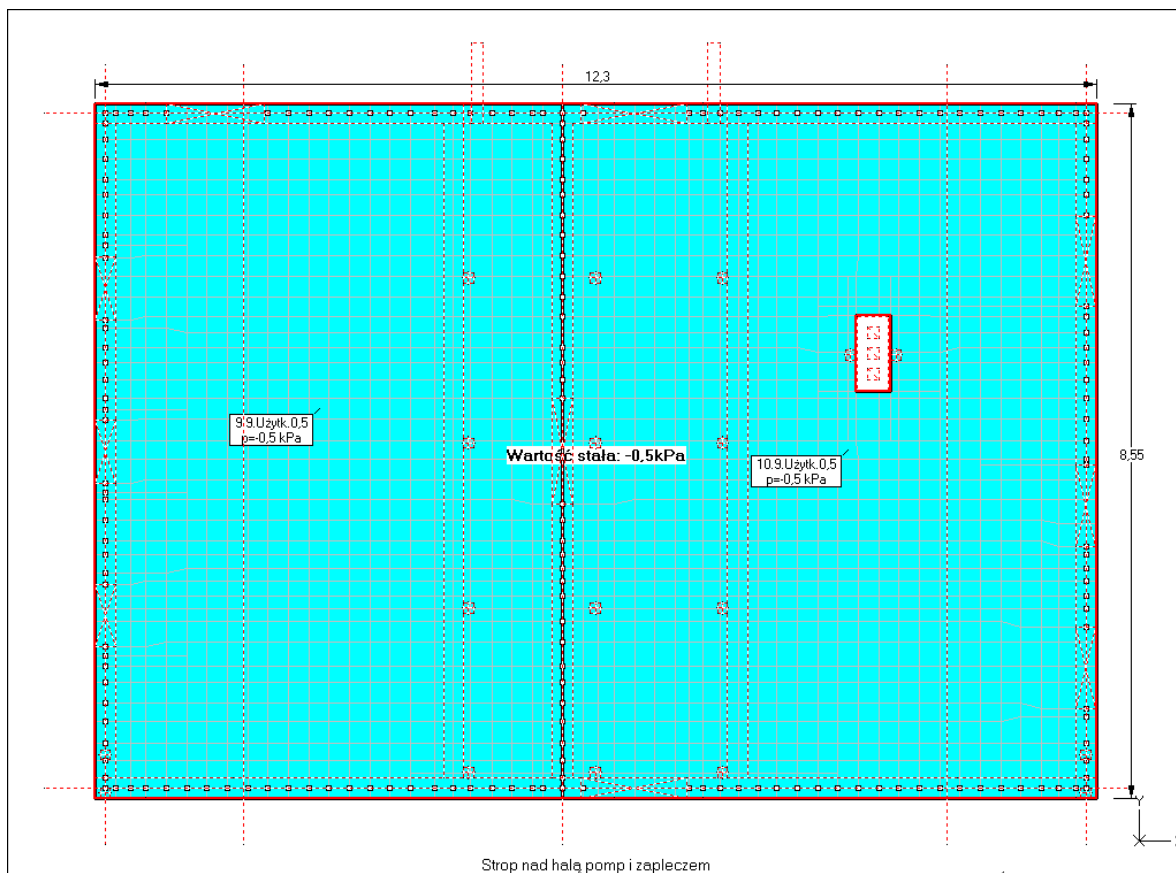 12,3
9.9.Użytk.0,5
p=-0,5 kPa
Wartość stała: -0,5kPa
10.9.Użytk.0,5
p=-0,5 kPa
8,55
Y
Strop nad halą pomp i zapleczem